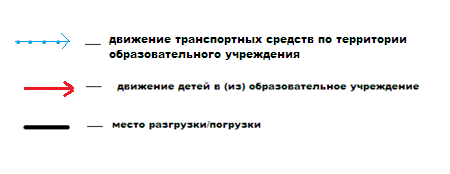 — движение транспортных средств по территории
образовательного учреждения
— движение детей в (из) образовательное учреждение
— место разгрузки/погрузки